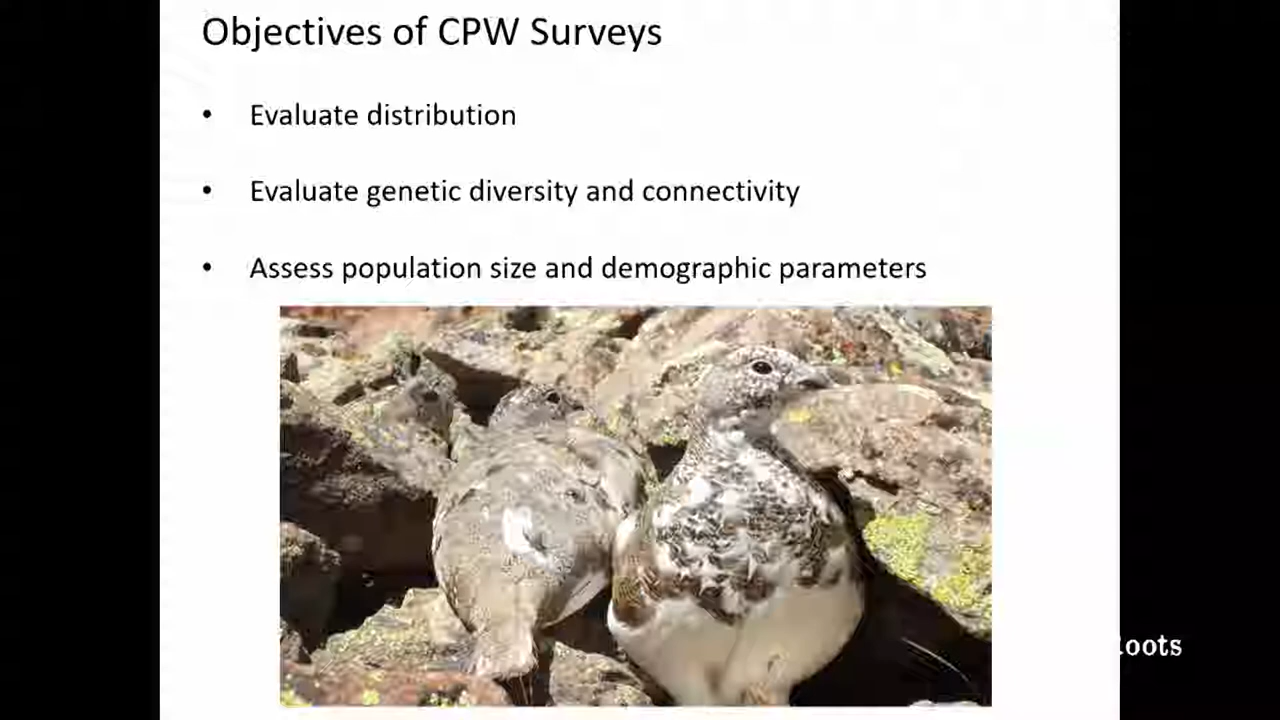 Objectives of CPW Surveys
• Evaluate distribution
• Evaluate genetic diversity and connectivity
• Assess population size and demographic parameters